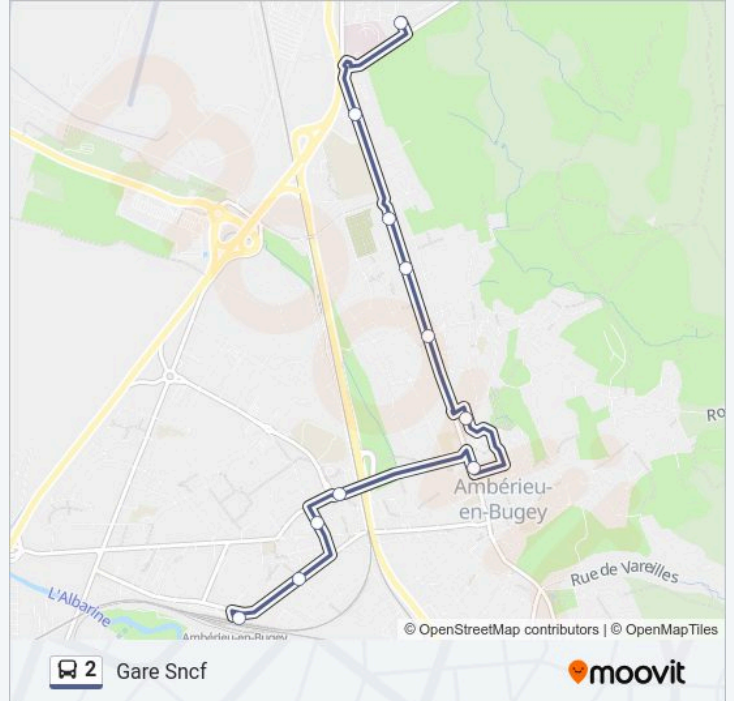 Ro
Ambérieu-
en-Bugey
Rue de Vareilles
L'Albarine
Ambérieu-en-Bugey
© OpenStreetMap contributors | © OpenMapTiles
2 Gare Sncf
moovit